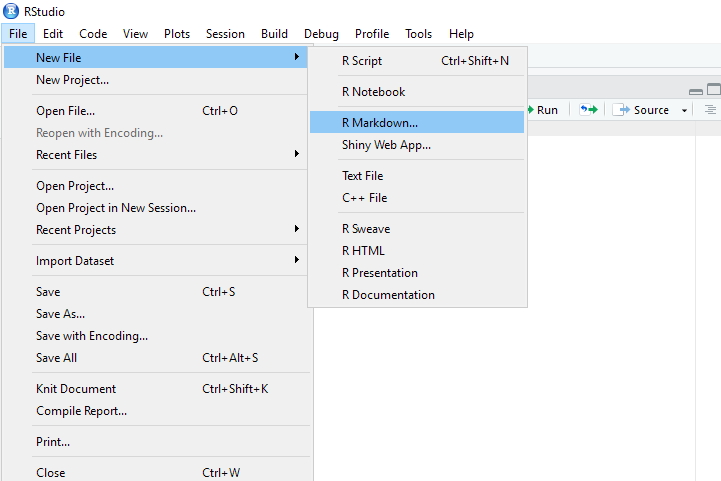 RStudio
File Edit Code View Plots Session Build Debug Profile Tools Help
New File
New Project...
Open File... Ctrl+O
Reopen with Encoding...
Recent Files
Open Project...
Open Project in New Session...
Recent Projects
Import Dataset
Save Ctrl+S
Save As...
Save with Encoding...
Save All Ctrl+Alt+S
Knit Document Ctrl+Shift+K
Compile Report...
Print...
Close Ctrl+W
R Script Ctrl+Shift+N
R Notebook
R Markdown...
Shiny Web App...
Text File
C++ File
R Sweave
R HTML
R Presentation
R Documentation
Run Source